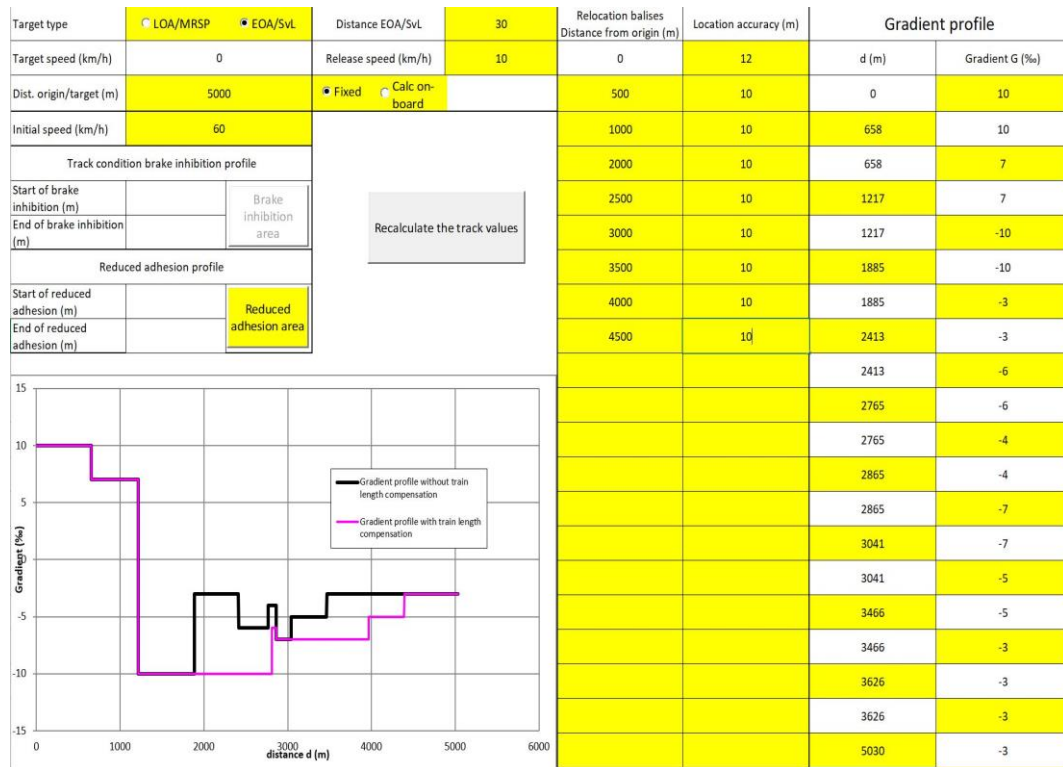 Target type
LOA/MRSP
EOA/SvL
Distance EOA/SvL
30
Relocation balises
Distance from origin (m)
Location accuracy (m)
Gradient profile
Target speed (km/h)
0
Release speed (km/h)
10
0
12
d (m)
Gradient G (‰)
Dist. origin/target (m)
5000
Fixed
Calc on-
board
500
10
0
10
Initial speed (km/h)
60
1000
10
658
10
Track condition brake inhibition profile
2000
10
658
7
Start of brake
inhibition (m)
Brake
inhibition
area
2500
10
1217
7
End of brake inhibition
(m)
Recalculate the track values
3000
10
1217
-10
Reduced adhesion profile
3500
10
1885
-10
Start of reduced
adhesion (m)
Reduced
adhesion area
4000
10
1885
-3
End of reduced
adhesion (m)
4500
10
2413
-3
2413
-6
2765
-6
2765
-4
2865
-4
2865
-7
3041
-7
3041
-5
3466
-5
3466
-3
3626
-3
3626
-3
5030
-3
15
10
5
0
-5
-10
-15
Gradient (‰)
Gradient profile without train
length compensation
Gradient profile with train length
compensation
0
1000
2000
3000
4000
5000
6000
distance d (m)